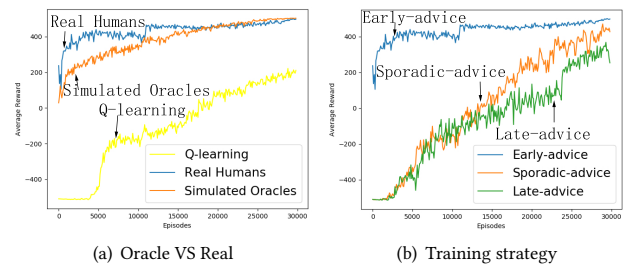 Real Humans
Simulated Oracles
Q-learning
Average Reward
400
200
0
−200
−400
0
5000
10000
15000
20000
25000
30000
Episodes
Q-learning
Real Humans
Simulated Oracles
(a) Oracle VS Real
Early-advice
Sporadic-advice
Late-advice
Average Reward
400
200
0
−200
−400
0
5000
10000
15000
20000
25000
30000
Episodes
Early-advice
Sporadic-advice
Late-advice
(b) Training strategy